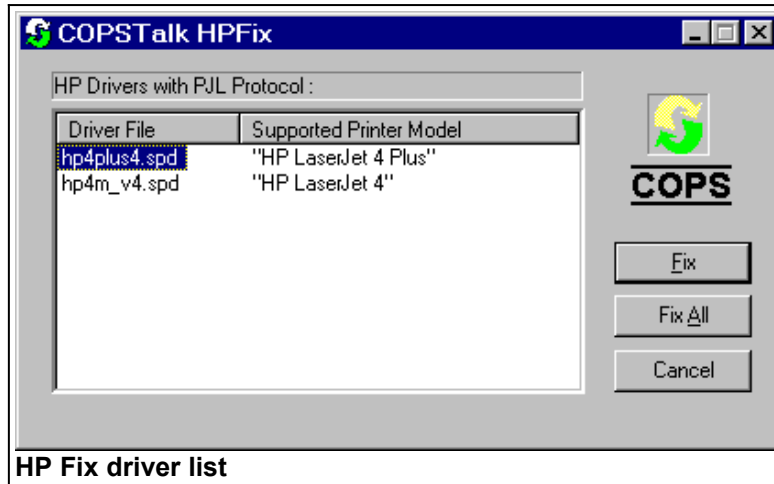 COPSTalk HPFix
HP Drivers with PJL Protocol :
Driver File Supported Printer Model
hp4plus4.spd "HP LaserJet 4 Plus"
hp4m_v4.spd "HP LaserJet 4"
COPS
Fix
Fix All
Cancel
HP Fix driver list